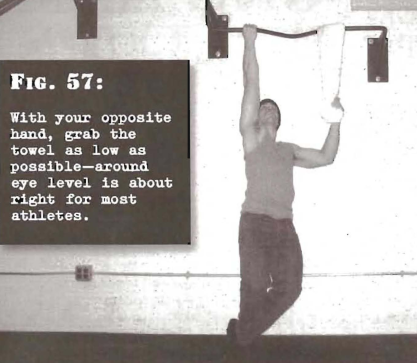 FIG. 57:
With your opposite
hand, grab the
towel as low as
possible—around
eye level is about
right for most
athletes.